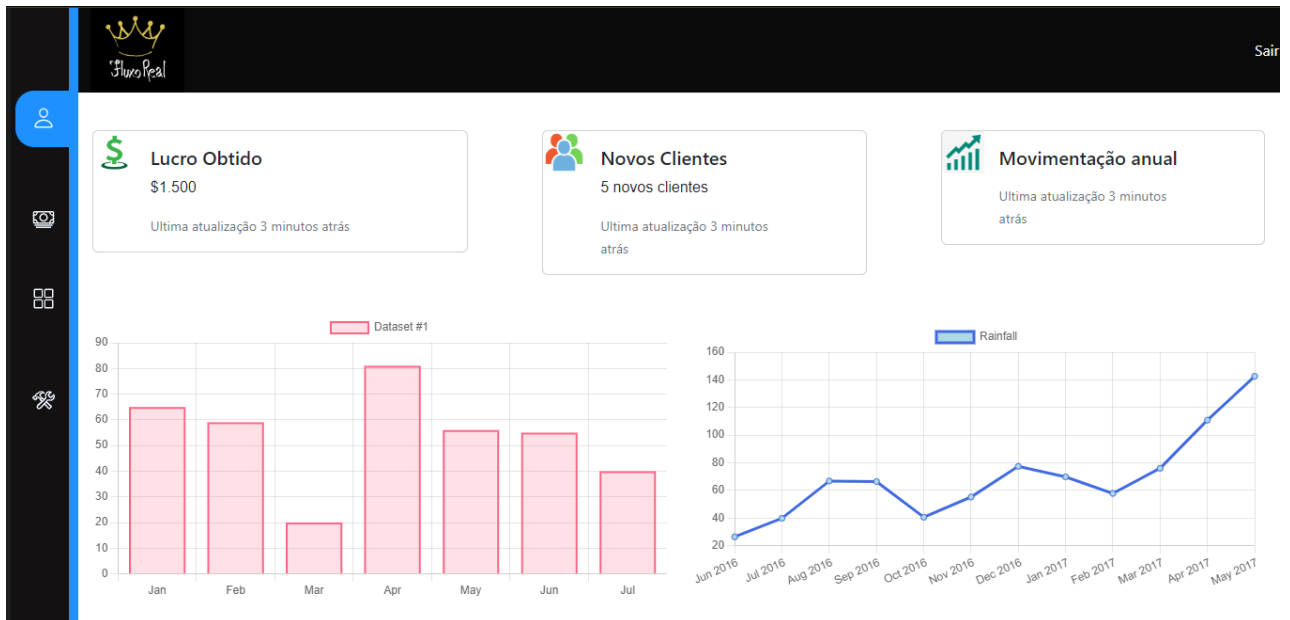 Fluxo Real
Sair
Lucro Obtido
$1.500
Ultima atualização 3 minutos atrás
Novos Clientes
5 novos clientes
Ultima atualização 3 minutos
atrás
Movimentação anual
Ultima atualização 3 minutos
atrás
Dataset #1
90
80
70
60
50
40
30
20
10
0
Jan Feb Mar Apr May Jun Jul
Rainfall
160
140
120
100
80
60
40
20
Jun 2016 Jul 2016 Aug 2016 Sep 2016 Oct 2016 Nov 2016 Dec 2016 Jan 2017 Feb 2017 Mar 2017 Apr 2017 May 2017